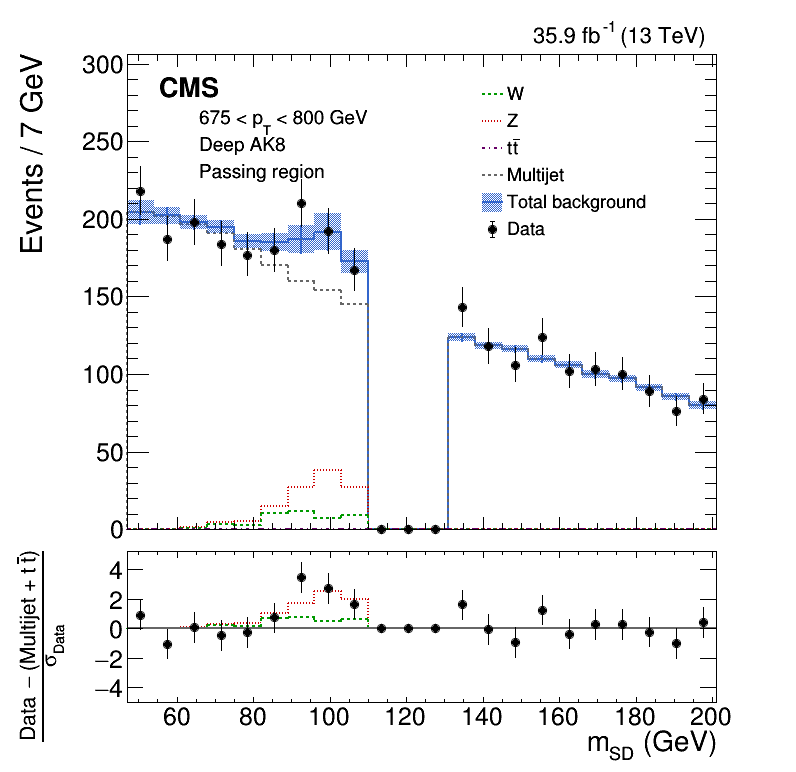 35.9 fb⁻¹ (13 TeV)
CMS
675 < p_T < 800 GeV
Deep AK8
Passing region
W
Z
tt̄
Multijet
Total background
Data
Events / 7 GeV
300
250
200
150
100
50
0
Data − (Multijet + t t̄)
σ_Data
4
2
0
−2
−4
60 80 100 120 140 160 180 200
m_SD (GeV)